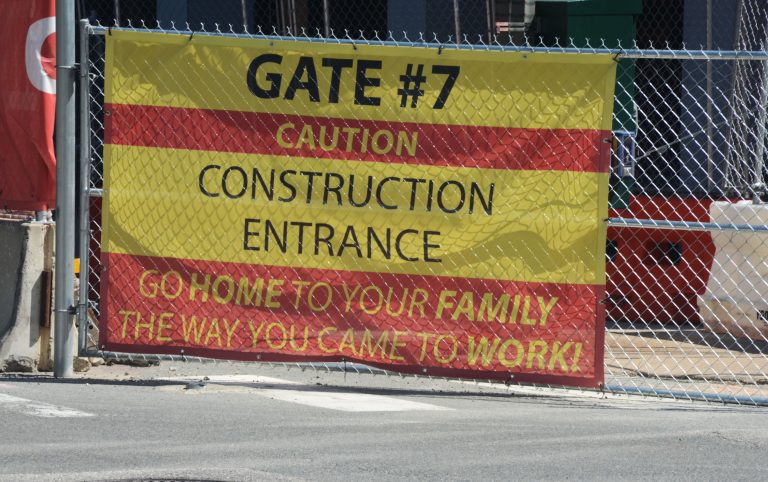 GATE #7
CAUTION
CONSTRUCTION
ENTRANCE
GO HOME TO YOUR FAMILY
THE WAY YOU CAME TO WORK!